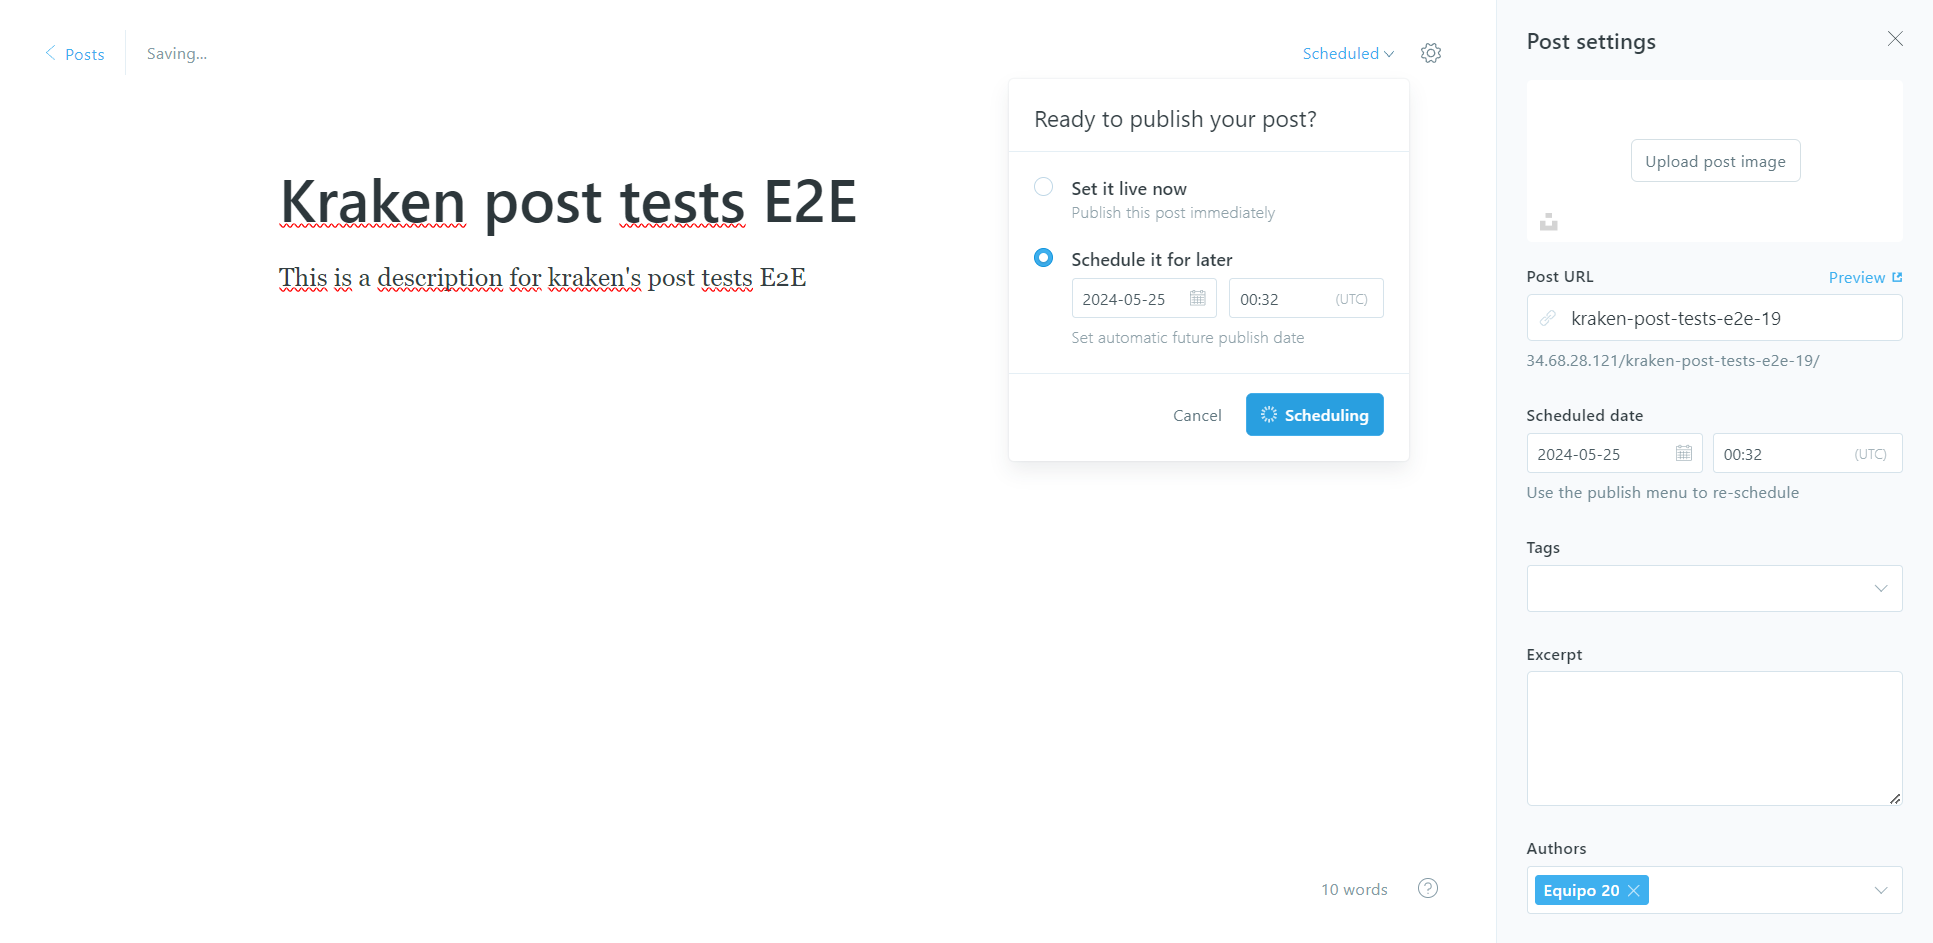 Posts
Saving...
Scheduled
Ready to publish your post?
Set it live now
Publish this post immediately
Schedule it for later
2024-05-25
00:32 (UTC)
Set automatic future publish date
Cancel
Scheduling
Kraken post tests E2E
This is a description for kraken's post tests E2E
10 words
?
Post settings
Upload post image
Post URL Preview
kraken-post-tests-e2e-19
34.68.28.121/kraken-post-tests-e2e-19/
Scheduled date
2024-05-25
00:32 (UTC)
Use the publish menu to re-schedule
Tags
Excerpt
Authors
Equipo 20